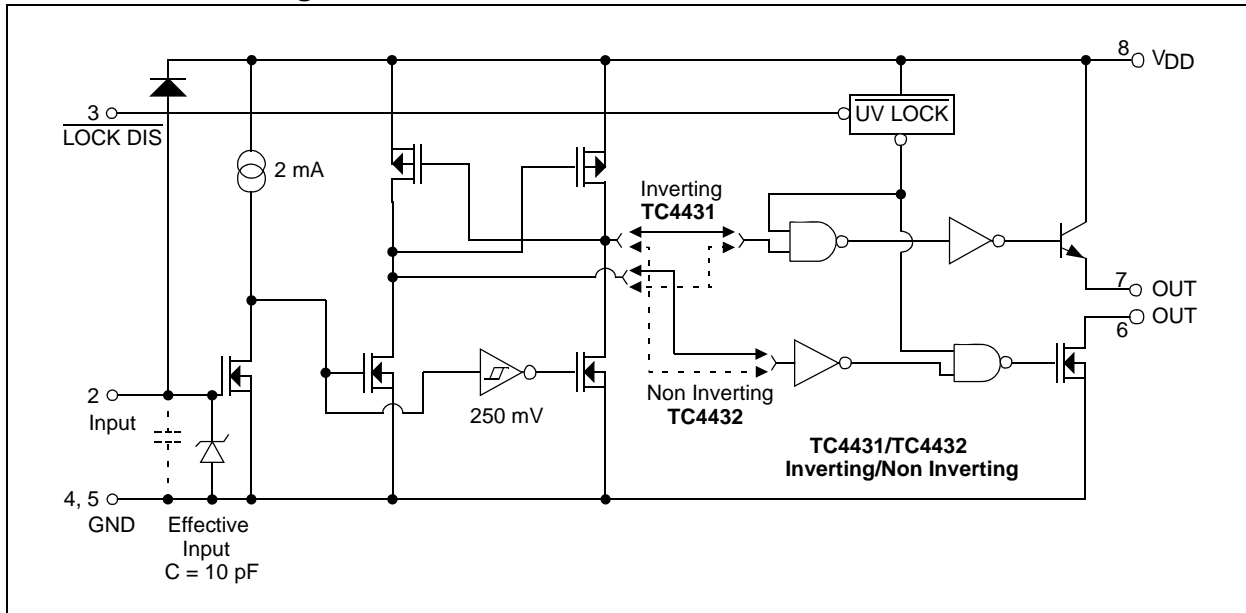 8
VDD
3
LOCK DIS
UV LOCK
2 mA
Inverting
TC4431
7
OUT
OUT
6
2
Input
250 mV
Non Inverting
TC4432
TC4431/TC4432
Inverting/Non Inverting
4, 5
GND
Effective
Input
C = 10 pF